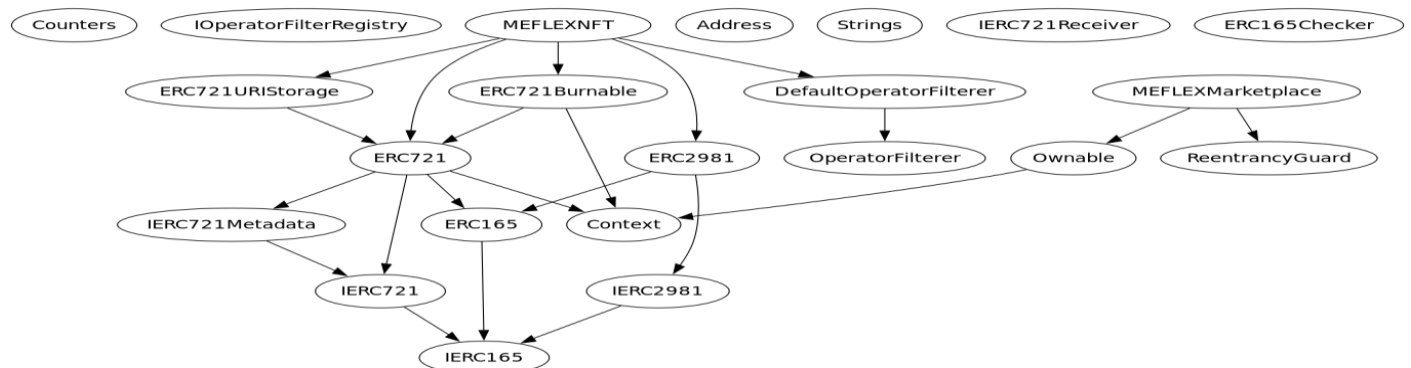 Counters
IOperatorFilterRegistry
MEFLEXNFT
Address
Strings
IERC721Receiver
ERC165Checker
ERC721URIStorage
ERC721Burnable
DefaultOperatorFilterer
MEFLEXMarketplace
ERC721
ERC2981
OperatorFilterer
Ownable
ReentrancyGuard
IERC721Metadata
ERC165
Context
IERC721
IERC2981
IERC165